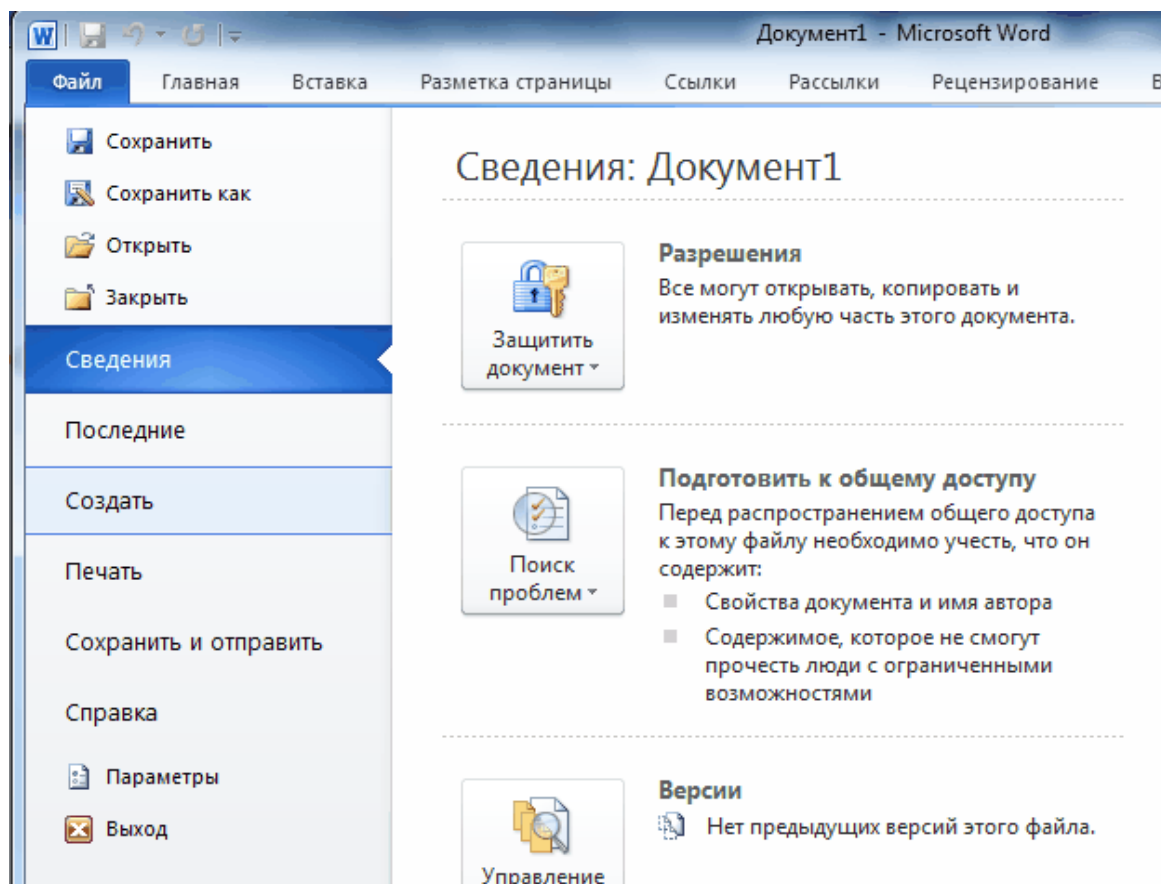 Документ1 - Microsoft Word
Файл Главная Вставка Разметка страницы Ссылки Рассылки Рецензирование
Сохранить
Сохранить как
Открыть
Закрыть
Сведения
Последние
Создать
Печать
Сохранить и отправить
Справка
Параметры
Выход
Сведения: Документ1
Защитить
документ
Разрешения
Все могут открывать, копировать и
изменять любую часть этого документа.
Поиск
проблем
Подготовить к общему доступу
Перед распространением общего доступа
к этому файлу необходимо учесть, что он
содержит:
Свойства документа и имя автора
Содержимое, которое не смогут
прочесть люди с ограниченными
возможностями
Управление
Версии
Нет предыдущих версий этого файла.